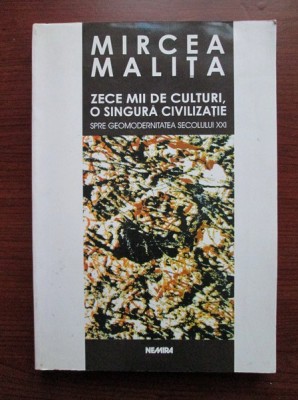 MIRCEA
MALIȚA
ZECE MII DE CULTURI,
O SINGURĂ CIVILIZAȚIE
SPRE GEOMODERNITATEA SECOLULUI XXI
NEMIRA